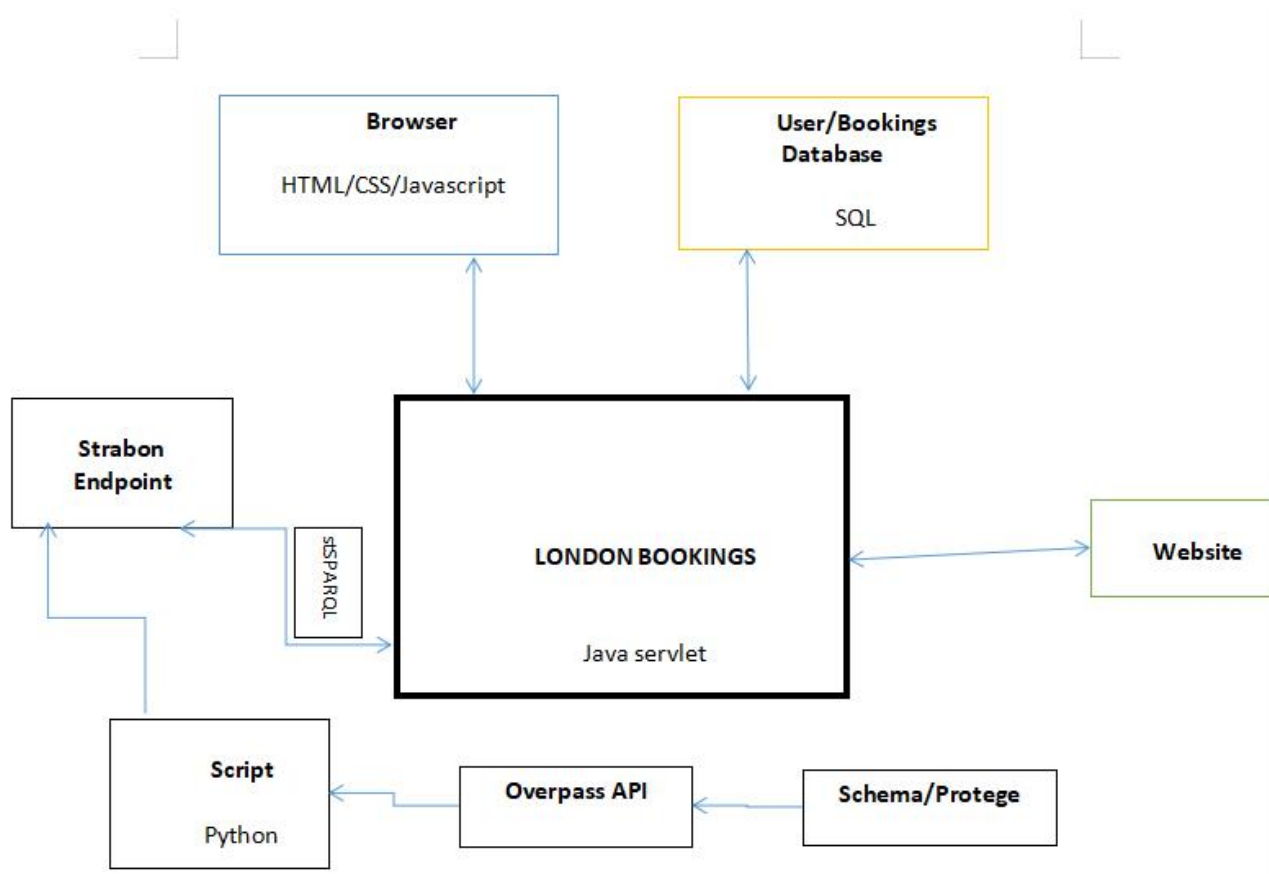 Browser
HTML/CSS/Javascript
User/Bookings
Database
SQL
Strabon
Endpoint
stSPARQL
LONDON BOOKINGS
Java servlet
Website
Script
Python
Overpass API
Schema/Protege